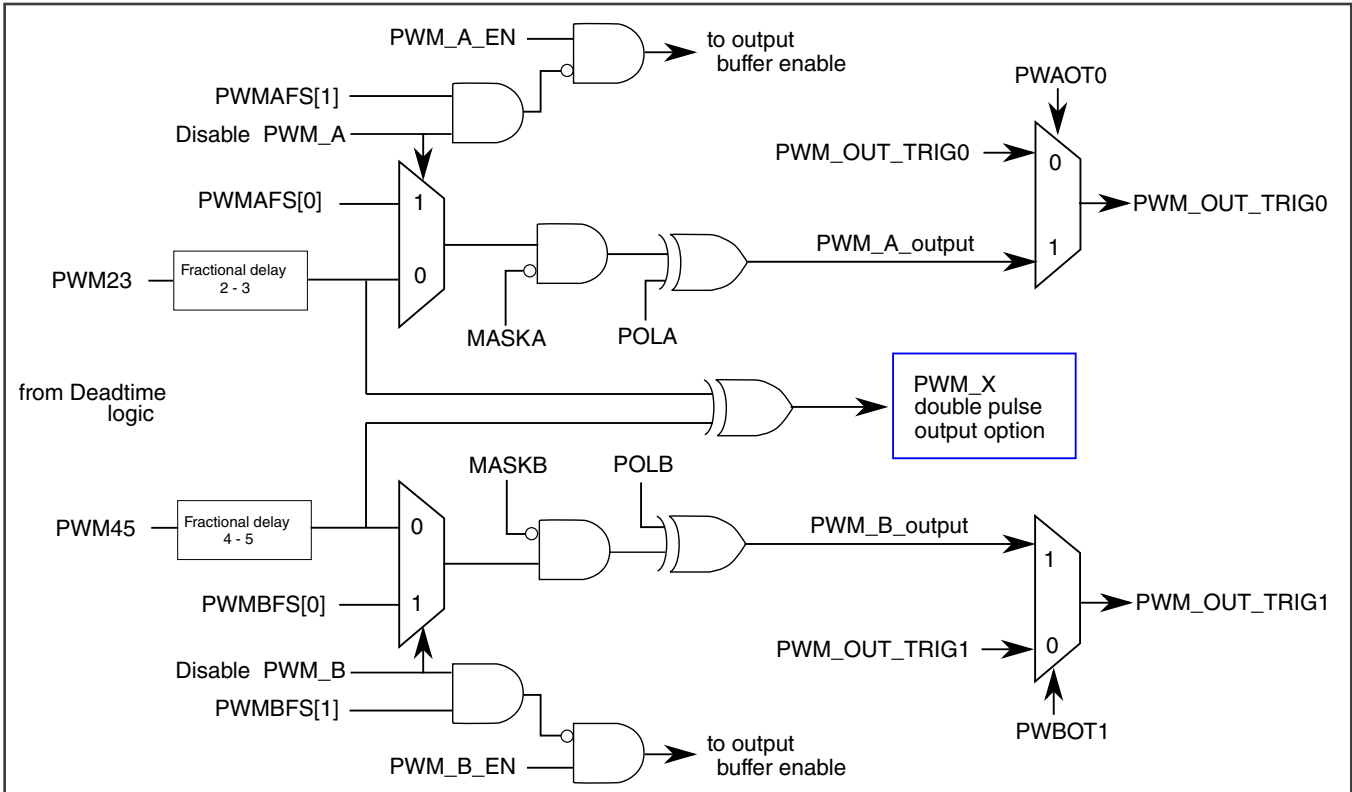 PWM_A_EN
to output
buffer enable
PWMAFS[1]
Disable PWM_A
PWAOT0
PWM_OUT_TRIG0
0
PWMAFS[0]
1
PWM_OUT_TRIG0
PWM_A_output
1
PWM23
Fractional delay
2 - 3
0
MASKA
POLA
from Deadtime
logic
PWM_X
double pulse
output option
MASKB
POLB
PWM45
Fractional delay
4 - 5
0
PWM_B_output
1
PWMBFS[0]
1
PWM_OUT_TRIG1
PWM_OUT_TRIG1
0
Disable PWM_B
PWMBFS[1]
PWBOT1
to output
buffer enable
PWM_B_EN